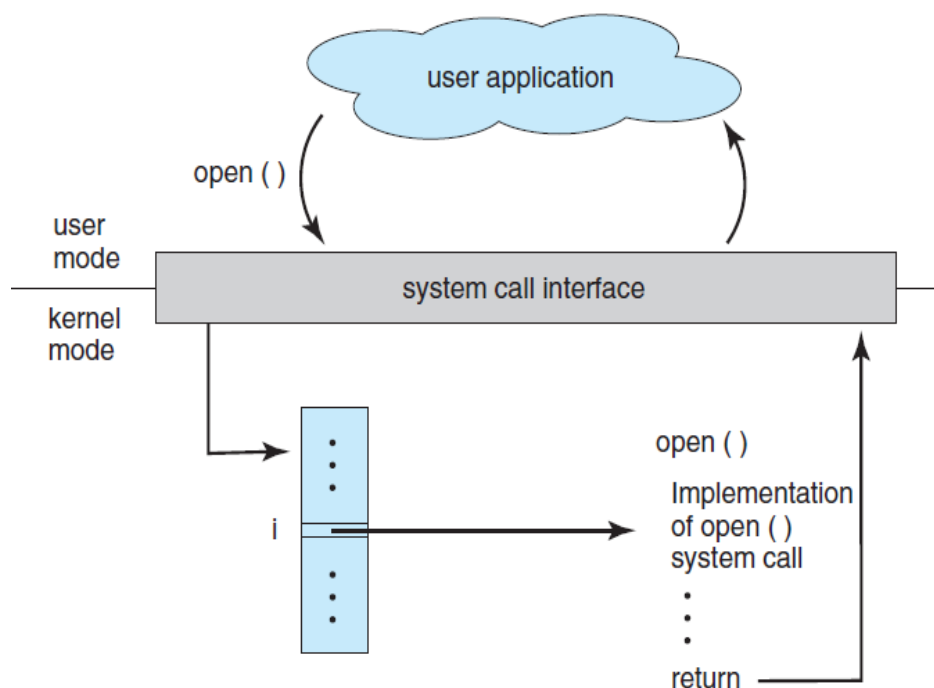 user application
open ( )
user
mode
system call interface
kernel
mode
open ( )
Implementation
of open ( )
system call
i
return